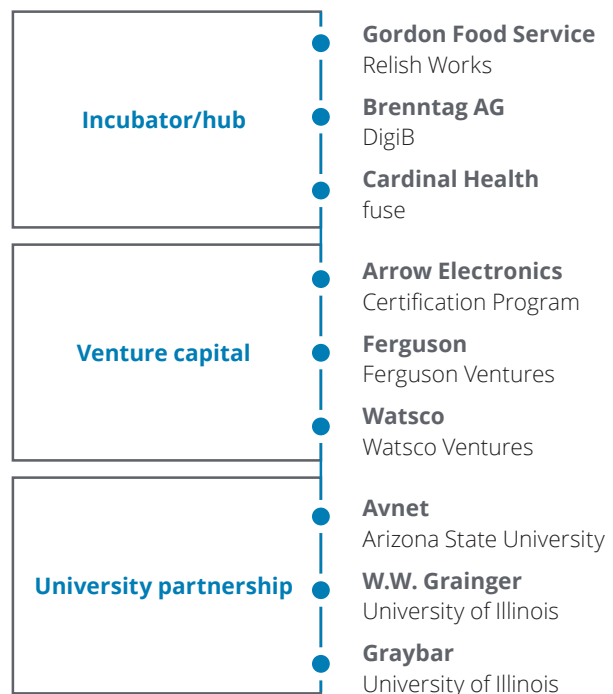 Incubator/hub
Gordon Food Service
Relish Works
Brenntag AG
DigiB
Cardinal Health
fuse
Venture capital
Arrow Electronics
Certification Program
Ferguson
Ferguson Ventures
Watsco
Watsco Ventures
University partnership
Avnet
Arizona State University
W.W. Grainger
University of Illinois
Graybar
University of Illinois